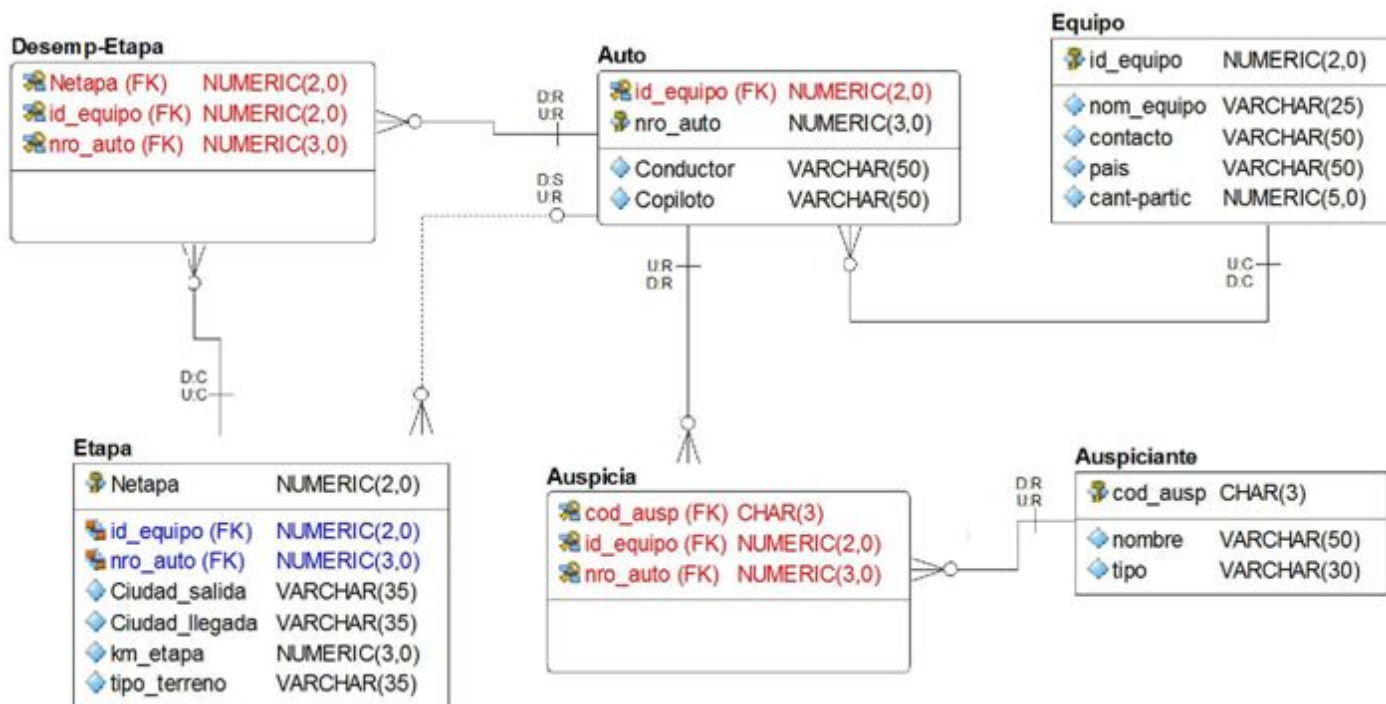 Desemp-Etapa
Netapa (FK) NUMERIC(2,0)
id_equipo (FK) NUMERIC(2,0)
nro_auto (FK) NUMERIC(3,0)
D:R
U:R
D:S
U:R
Auto
id_equipo (FK) NUMERIC(2,0)
nro_auto NUMERIC(3,0)
Conductor VARCHAR(50)
Copiloto VARCHAR(50)
Equipo
id_equipo NUMERIC(2,0)
nom_equipo VARCHAR(25)
contacto VARCHAR(50)
pais VARCHAR(50)
cant-partic NUMERIC(5,0)
U:R
D:R
U:C
D:C
D:C
U:C
Etapa
Netapa NUMERIC(2,0)
id_equipo (FK) NUMERIC(2,0)
nro_auto (FK) NUMERIC(3,0)
Ciudad_salida VARCHAR(35)
Ciudad_llegada VARCHAR(35)
km_etapa NUMERIC(3,0)
tipo_terreno VARCHAR(35)
Auspicia
cod_ausp (FK) CHAR(3)
id_equipo (FK) NUMERIC(2,0)
nro_auto (FK) NUMERIC(3,0)
D:R
U:R
Auspiciante
cod_ausp CHAR(3)
nombre VARCHAR(50)
tipo VARCHAR(30)